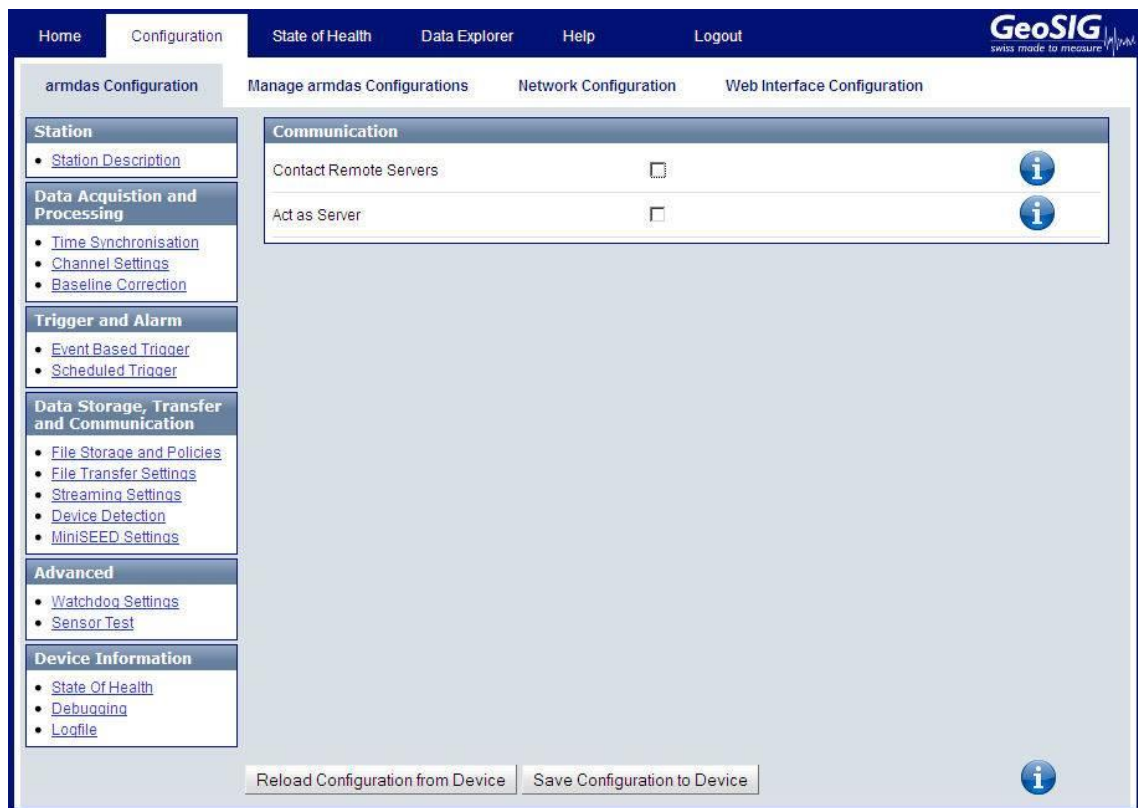 Home Configuration State of Health Data Explorer Help Logout
GeoSIG
swiss made to measure
armdas Configuration Manage armdas Configurations Network Configuration Web Interface Configuration
Station
Station Description
Data Acquistion and
Processing
Time Synchronisation
Channel Settings
Baseline Correction
Trigger and Alarm
Event Based Trigger
Scheduled Trigger
Data Storage, Transfer
and Communication
File Storage and Policies
File Transfer Settings
Streaming Settings
Device Detection
MiniSEED Settings
Advanced
Watchdog Settings
Sensor Test
Device Information
State Of Health
Debugging
Logfile
Communication
Contact Remote Servers
i
Act as Server
i
Reload Configuration from Device Save Configuration to Device
i